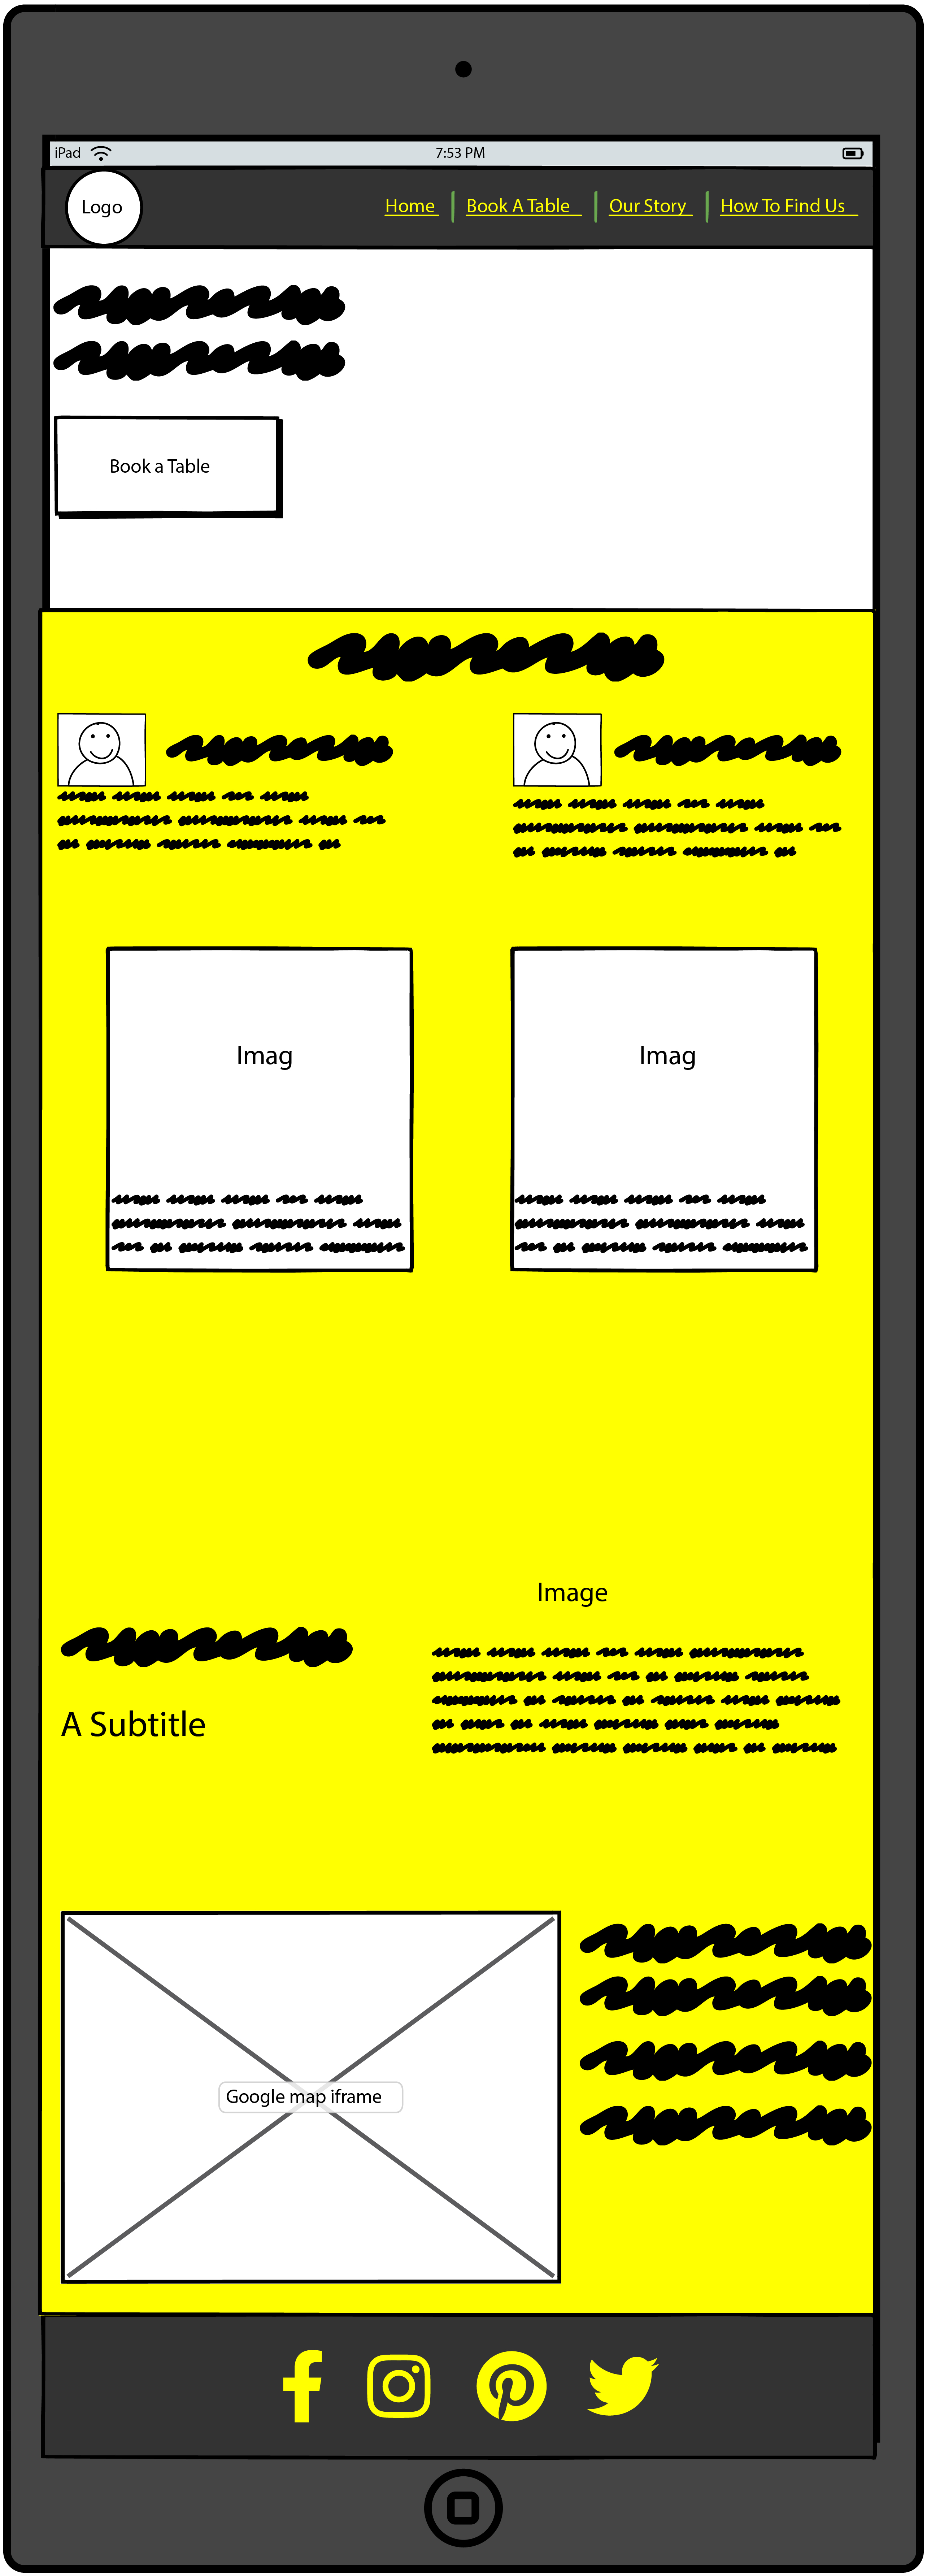 iPad 7:53 PM
Logo Home Book A Table Our Story How To Find Us
Book a Table
Imag Imag
Image
A Subtitle
Google map iframe